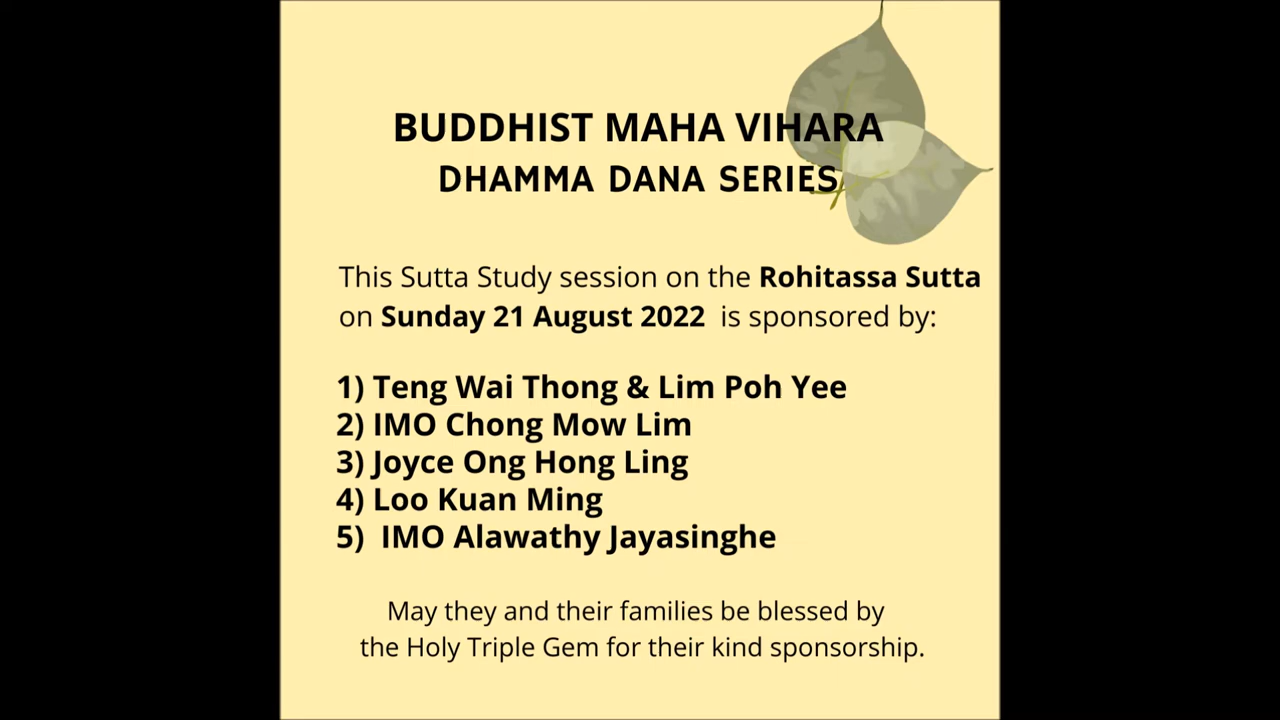 BUDDHIST MAHA VIHARA
DHAMMA DANA SERIES
This Sutta Study session on the Rohitassa Sutta
on Sunday 21 August 2022 is sponsored by:
1) Teng Wai Thong & Lim Poh Yee
2) IMO Chong Mow Lim
3) Joyce Ong Hong Ling
4) Loo Kuan Ming
5) IMO Alawathy Jayasinghe
May they and their families be blessed by
the Holy Triple Gem for their kind sponsorship.